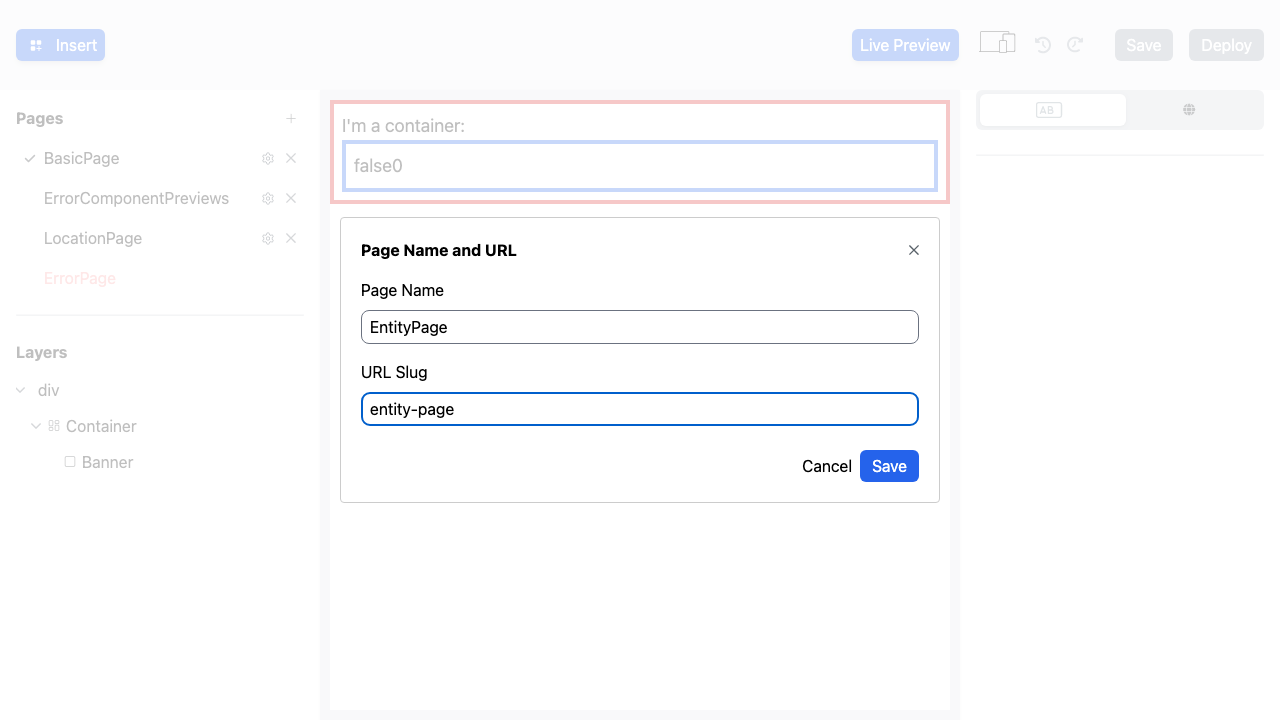 Insert
Live Preview
Save
Deploy
Pages
BasicPage
ErrorComponentPreviews
LocationPage
ErrorPage
Layers
div
Container
Banner
I'm a container:
false0
Page Name and URL
Page Name
EntityPage
URL Slug
entity-page
Cancel
Save
AB